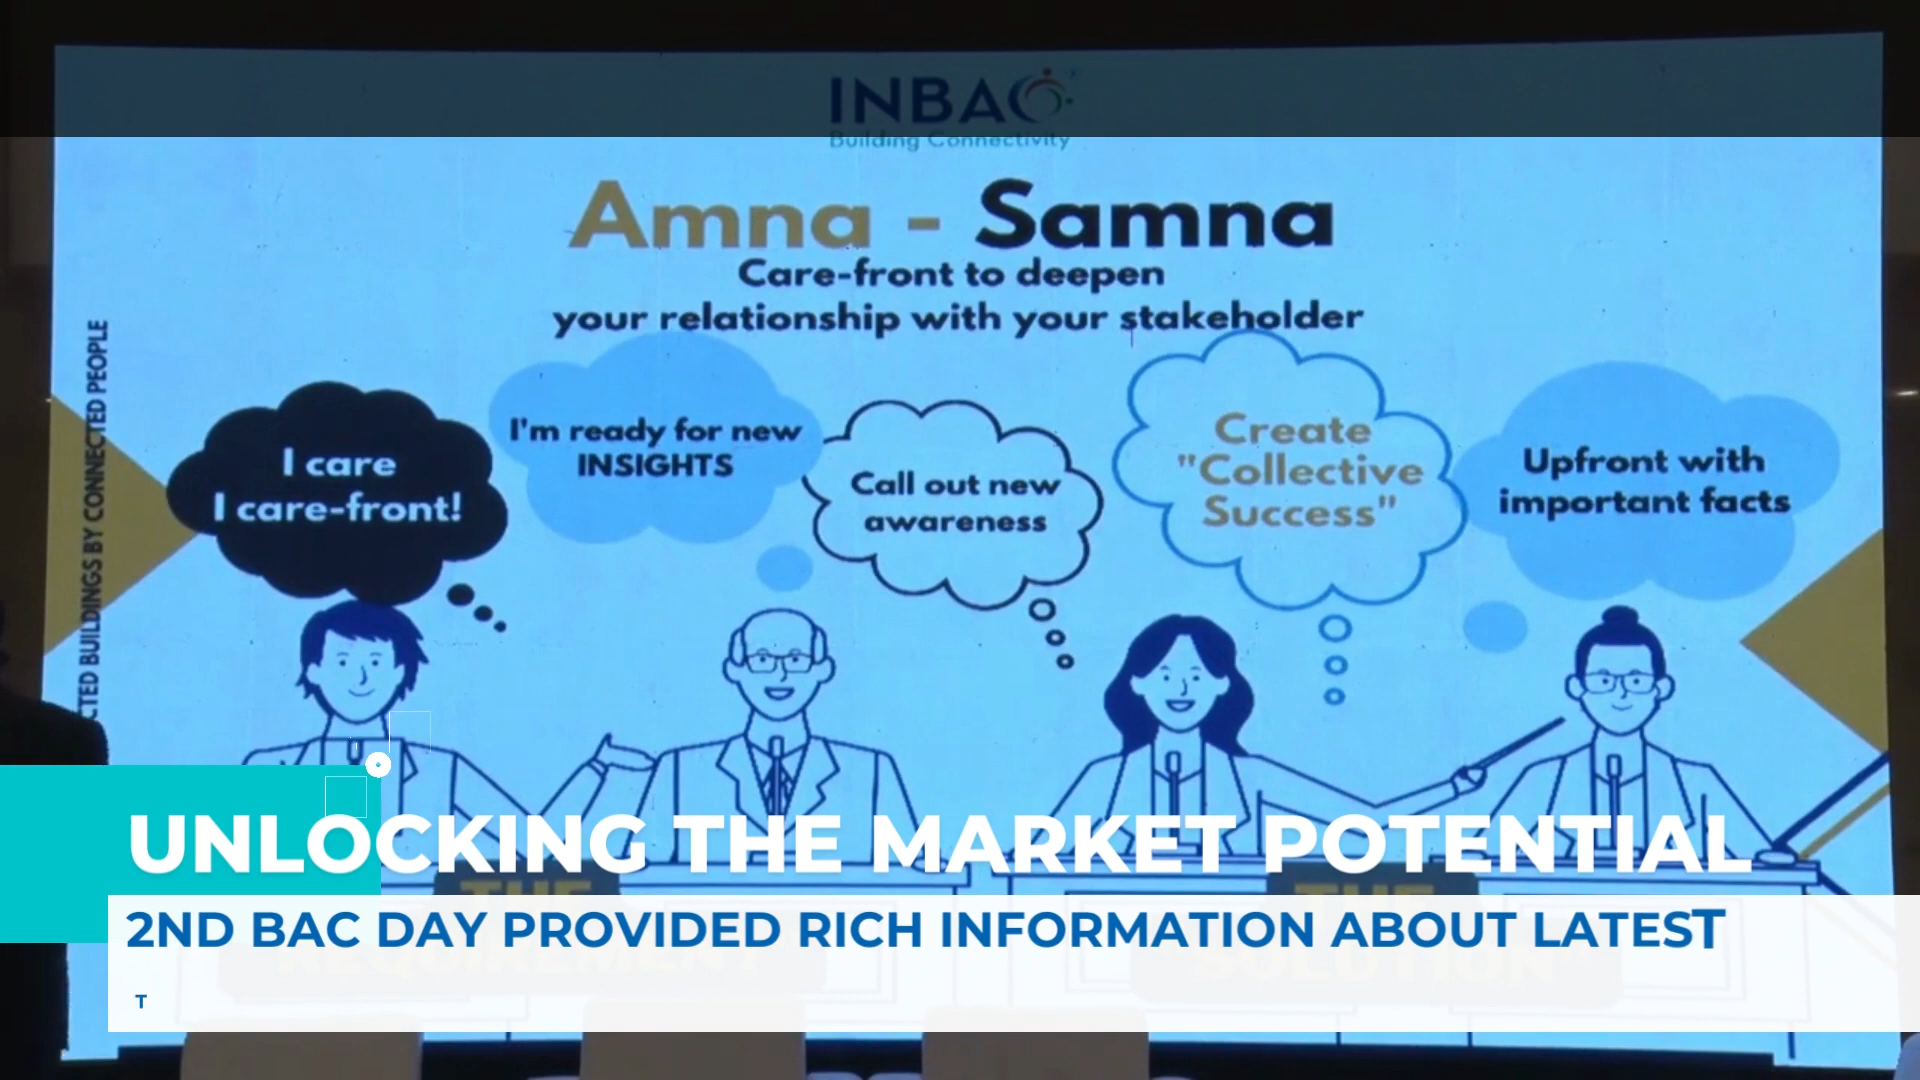 INBAC
Building Connectivity
Amna - Samna
Care-front to deepen
your relationship with your stakeholder
CTED BUILDINGS BY CONNECTED PEOPLE
I care
I care-front!
I'm ready for new
INSIGHTS
Call out new
awareness
Create
"Collective
Success"
Upfront with
important facts
UNLOCKING THE MARKET POTENTIAL
THE
THE
2ND BAC DAY PROVIDED RICH INFORMATION ABOUT LATEST
T